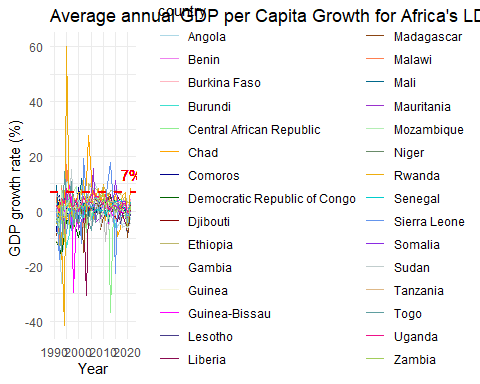 Average annual GDP per Capita Growth for Africa's LD
country
Angola
Benin
Burkina Faso
Burundi
Central African Republic
Chad
Comoros
Democratic Republic of Congo
Djibouti
Ethiopia
Gambia
Guinea
Guinea-Bissau
Lesotho
Liberia
Madagascar
Malawi
Mali
Mauritania
Mozambique
Niger
Rwanda
Senegal
Sierra Leone
Somalia
Sudan
Tanzania
Togo
Uganda
Zambia
GDP growth rate (%)
60
40
20
0
-20
-40
7%
1990 2000 2010 2020
Year